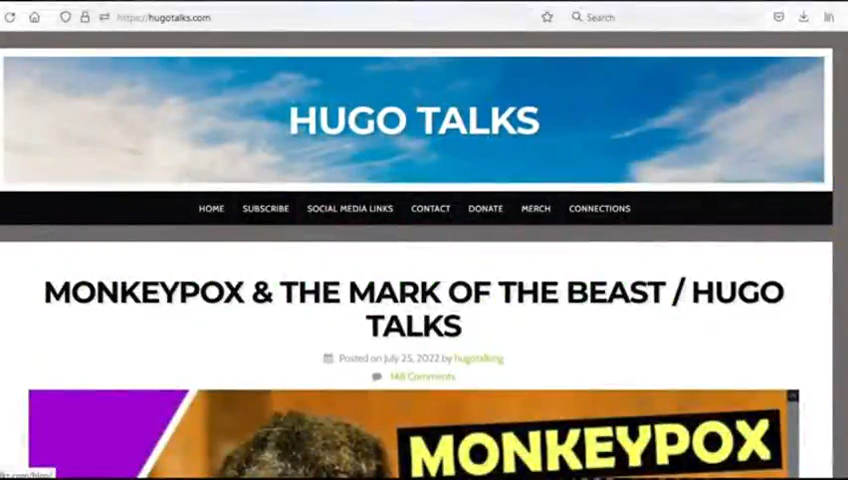 https://hugotalks.com
Search
HUGO TALKS
HOME SUBSCRIBE SOCIAL MEDIA LINKS CONTACT DONATE MERCH CONNECTIONS
MONKEYPOX & THE MARK OF THE BEAST / HUGO
TALKS
Posted on July 25, 2022 by hugotalking
148 Comments
MONKEYPOX